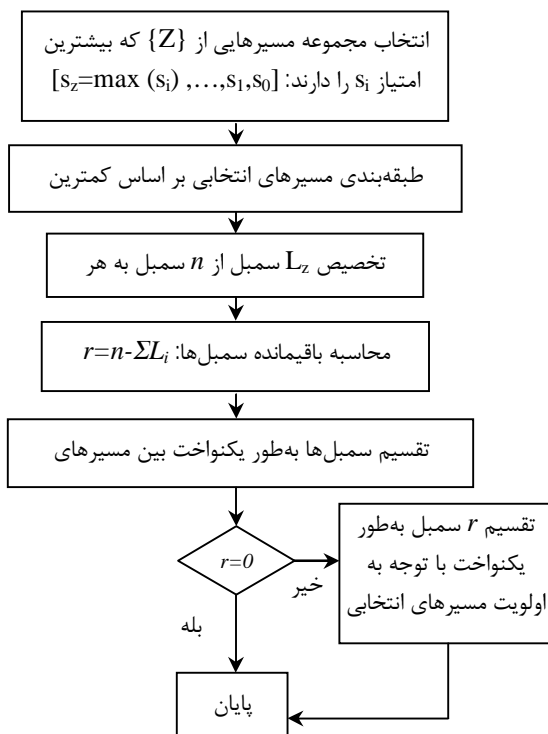 انتخاب مجموعه مسیرهایی از {Z} که بیشترین
امتیاز si را دارند: [sz=max (si) ,…,s1,s0]
طبقه‌بندی مسیرهای انتخابی بر اساس کمترین
تخصیص Lz سمبل از n سمبل به هر
محاسبه باقیمانده سمبل‌ها: r=n-ΣLi
تقسیم سمبل‌ها به‌طور یکنواخت بین مسیرهای
r=0
خیر
تقسیم r سمبل به‌طور
یکنواخت با توجه به
اولویت مسیرهای انتخابی
بله
پایان